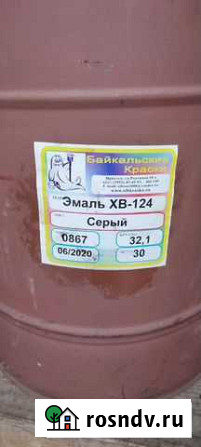 Байкальские
Краски
Эмаль ХВ-124
Серый
0867 32,1
06/2020 30
rosndv.ru